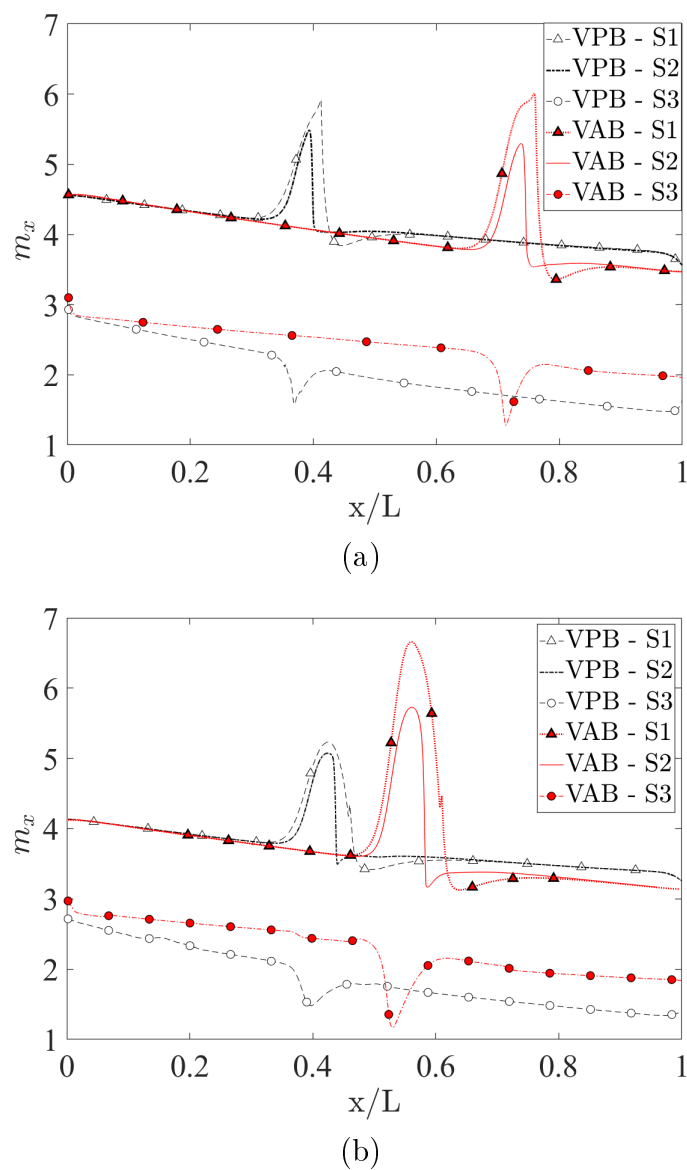 7
6
5
4
3
2
1
m_x
VPB - S1
VPB - S2
VPB - S3
VAB - S1
VAB - S2
VAB - S3
0 0.2 0.4 0.6 0.8 1
x/L
(a)
7
6
5
4
3
2
1
m_x
VPB - S1
VPB - S2
VPB - S3
VAB - S1
VAB - S2
VAB - S3
0 0.2 0.4 0.6 0.8 1
x/L
(b)